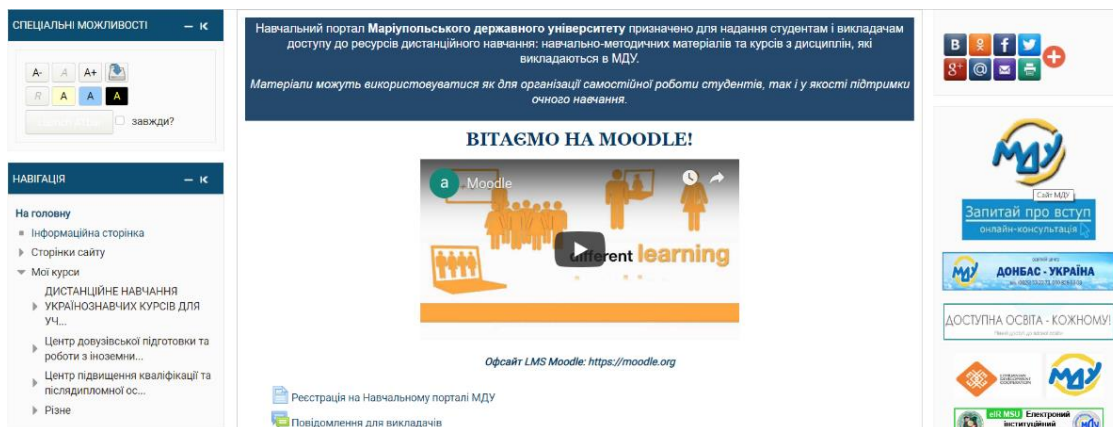 СПЕЦІАЛЬНІ МОЖЛИВОСТІ
A-
A
A+
R
A
A
A
завжди?
НАВІГАЦІЯ
На головну
Інформаційна сторінка
Сторінки сайту
Мої курси
ДИСТАНЦІЙНЕ НАВЧАННЯ
УКРАЇНОЗНАВЧИХ КУРСІВ ДЛЯ
УЧ...
Центр довузівської підготовки та
роботи з іноземни...
Центр підвищення кваліфікації та
післядипломної ос...
Різне
Навчальний портал Маріупольського державного університету призначено для надання студентам і викладачам
доступу до ресурсів дистанційного навчання: навчально-методичних матеріалів та курсів з дисциплін, які
викладаються в МДУ.
Матеріали можуть використовуватися як для організації самостійної роботи студентів, так і у якості підтримки
очного навчання.
ВІТАЄМО НА MOODLE!
a Moodle
different learning
Офсайт LMS Moodle: https://moodle.org
Реєстрація на Навчальному порталі МДУ
Повідомлення для викладачів
МДУ
Сайт МДУ
Запитай про вступ
онлайн-консультація
МДУ
ДОНБАС - УКРАЇНА
ДОСТУПНА ОСВІТА - КОЖНОМУ!
МДУ
elR MSU Електроний
інституційний